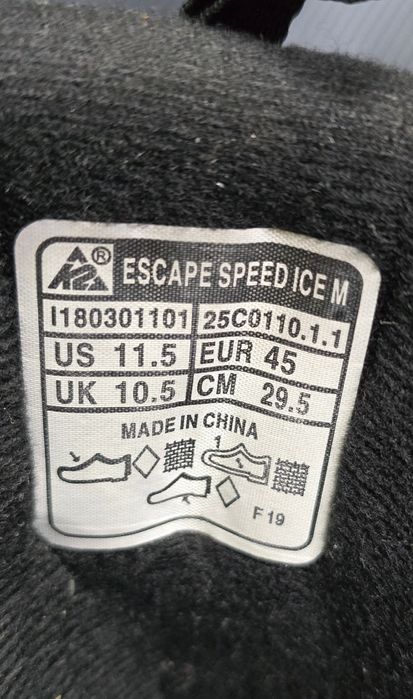 K2® ESCAPE SPEED ICE M
I180301101 25C0110.1.1
US 11.5 EUR 45
UK 10.5 CM 29.5
MADE IN CHINA
1
F 19